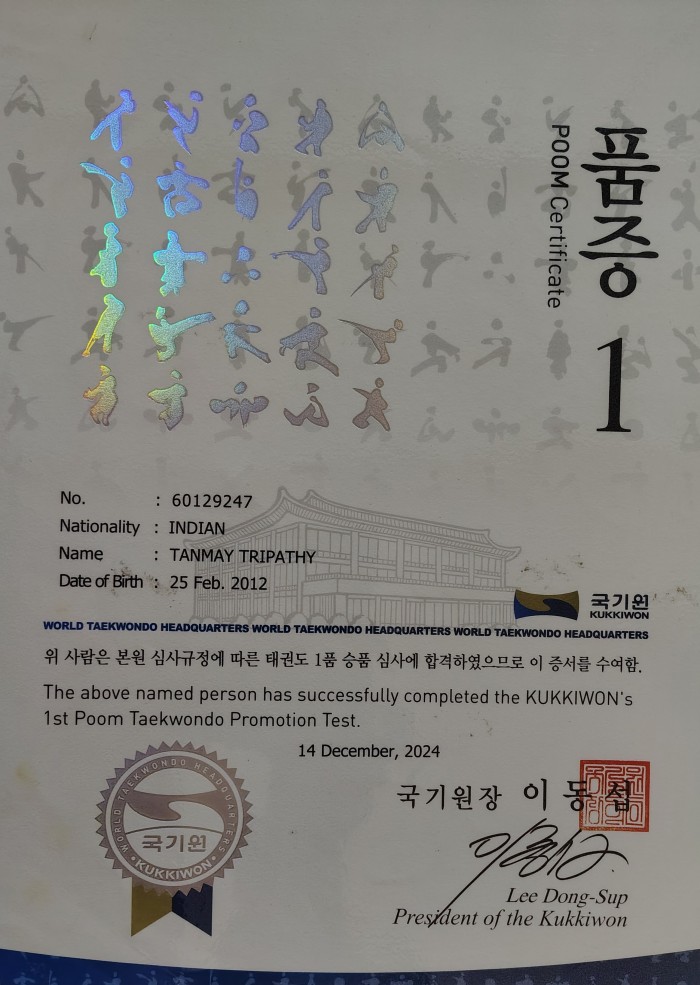 품증
POOM Certificate
1
No. : 60129247
Nationality : INDIAN
Name : TANMAY TRIPATHY
Date of Birth : 25 Feb. 2012
국기원
KUKKIWON
WORLD TAEKWONDO HEADQUARTERS WORLD TAEKWONDO HEADQUARTERS WORLD TAEKWONDO HEADQUARTERS
위 사람은 본원 심사규정에 따른 태권도 1품 승품 심사에 합격하였으므로 이 증서를 수여함.
The above named person has successfully completed the KUKKIWON's
1st Poom Taekwondo Promotion Test.
14 December, 2024
WORLD TAEKWONDO HEADQUARTERS
국기원
KUKKIWON
국기원장 이동섭
Lee Dong-Sup
President of the Kukkiwon